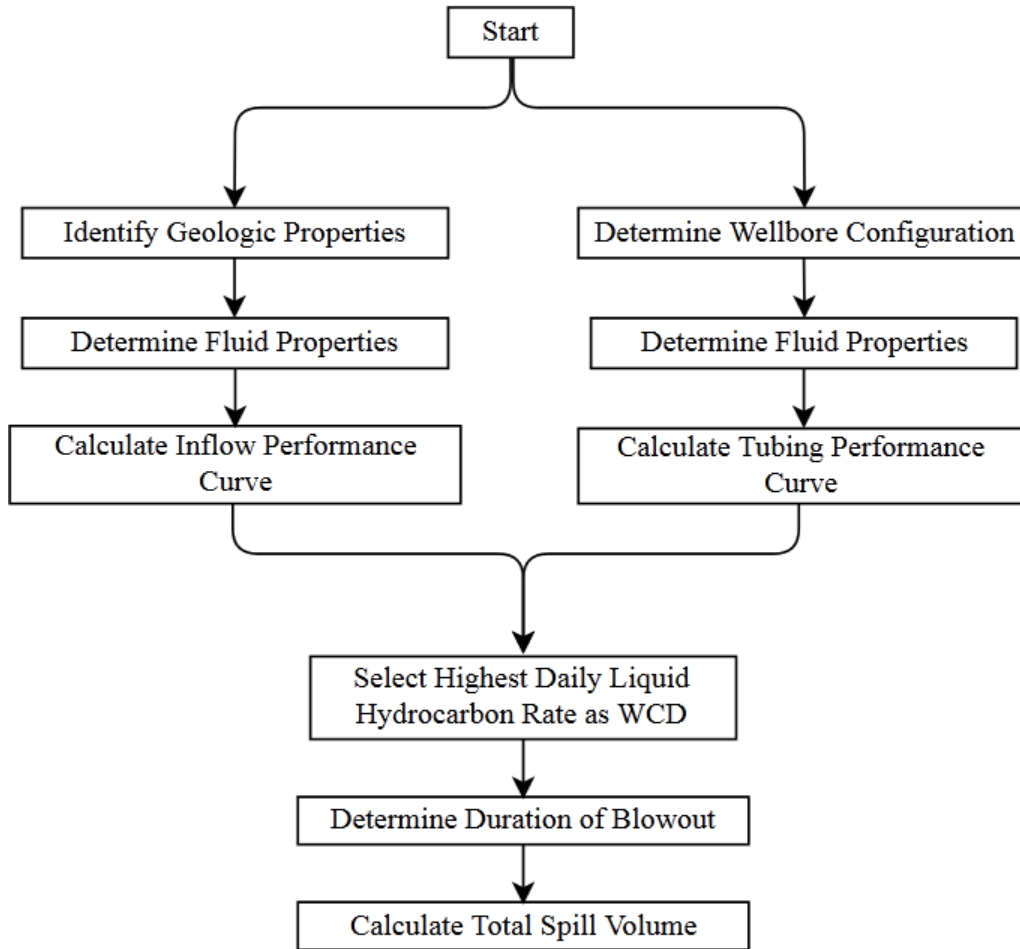 Start
Identify Geologic Properties
Determine Wellbore Configuration
Determine Fluid Properties
Determine Fluid Properties
Calculate Inflow Performance
Curve
Calculate Tubing Performance
Curve
Select Highest Daily Liquid
Hydrocarbon Rate as WCD
Determine Duration of Blowout
Calculate Total Spill Volume